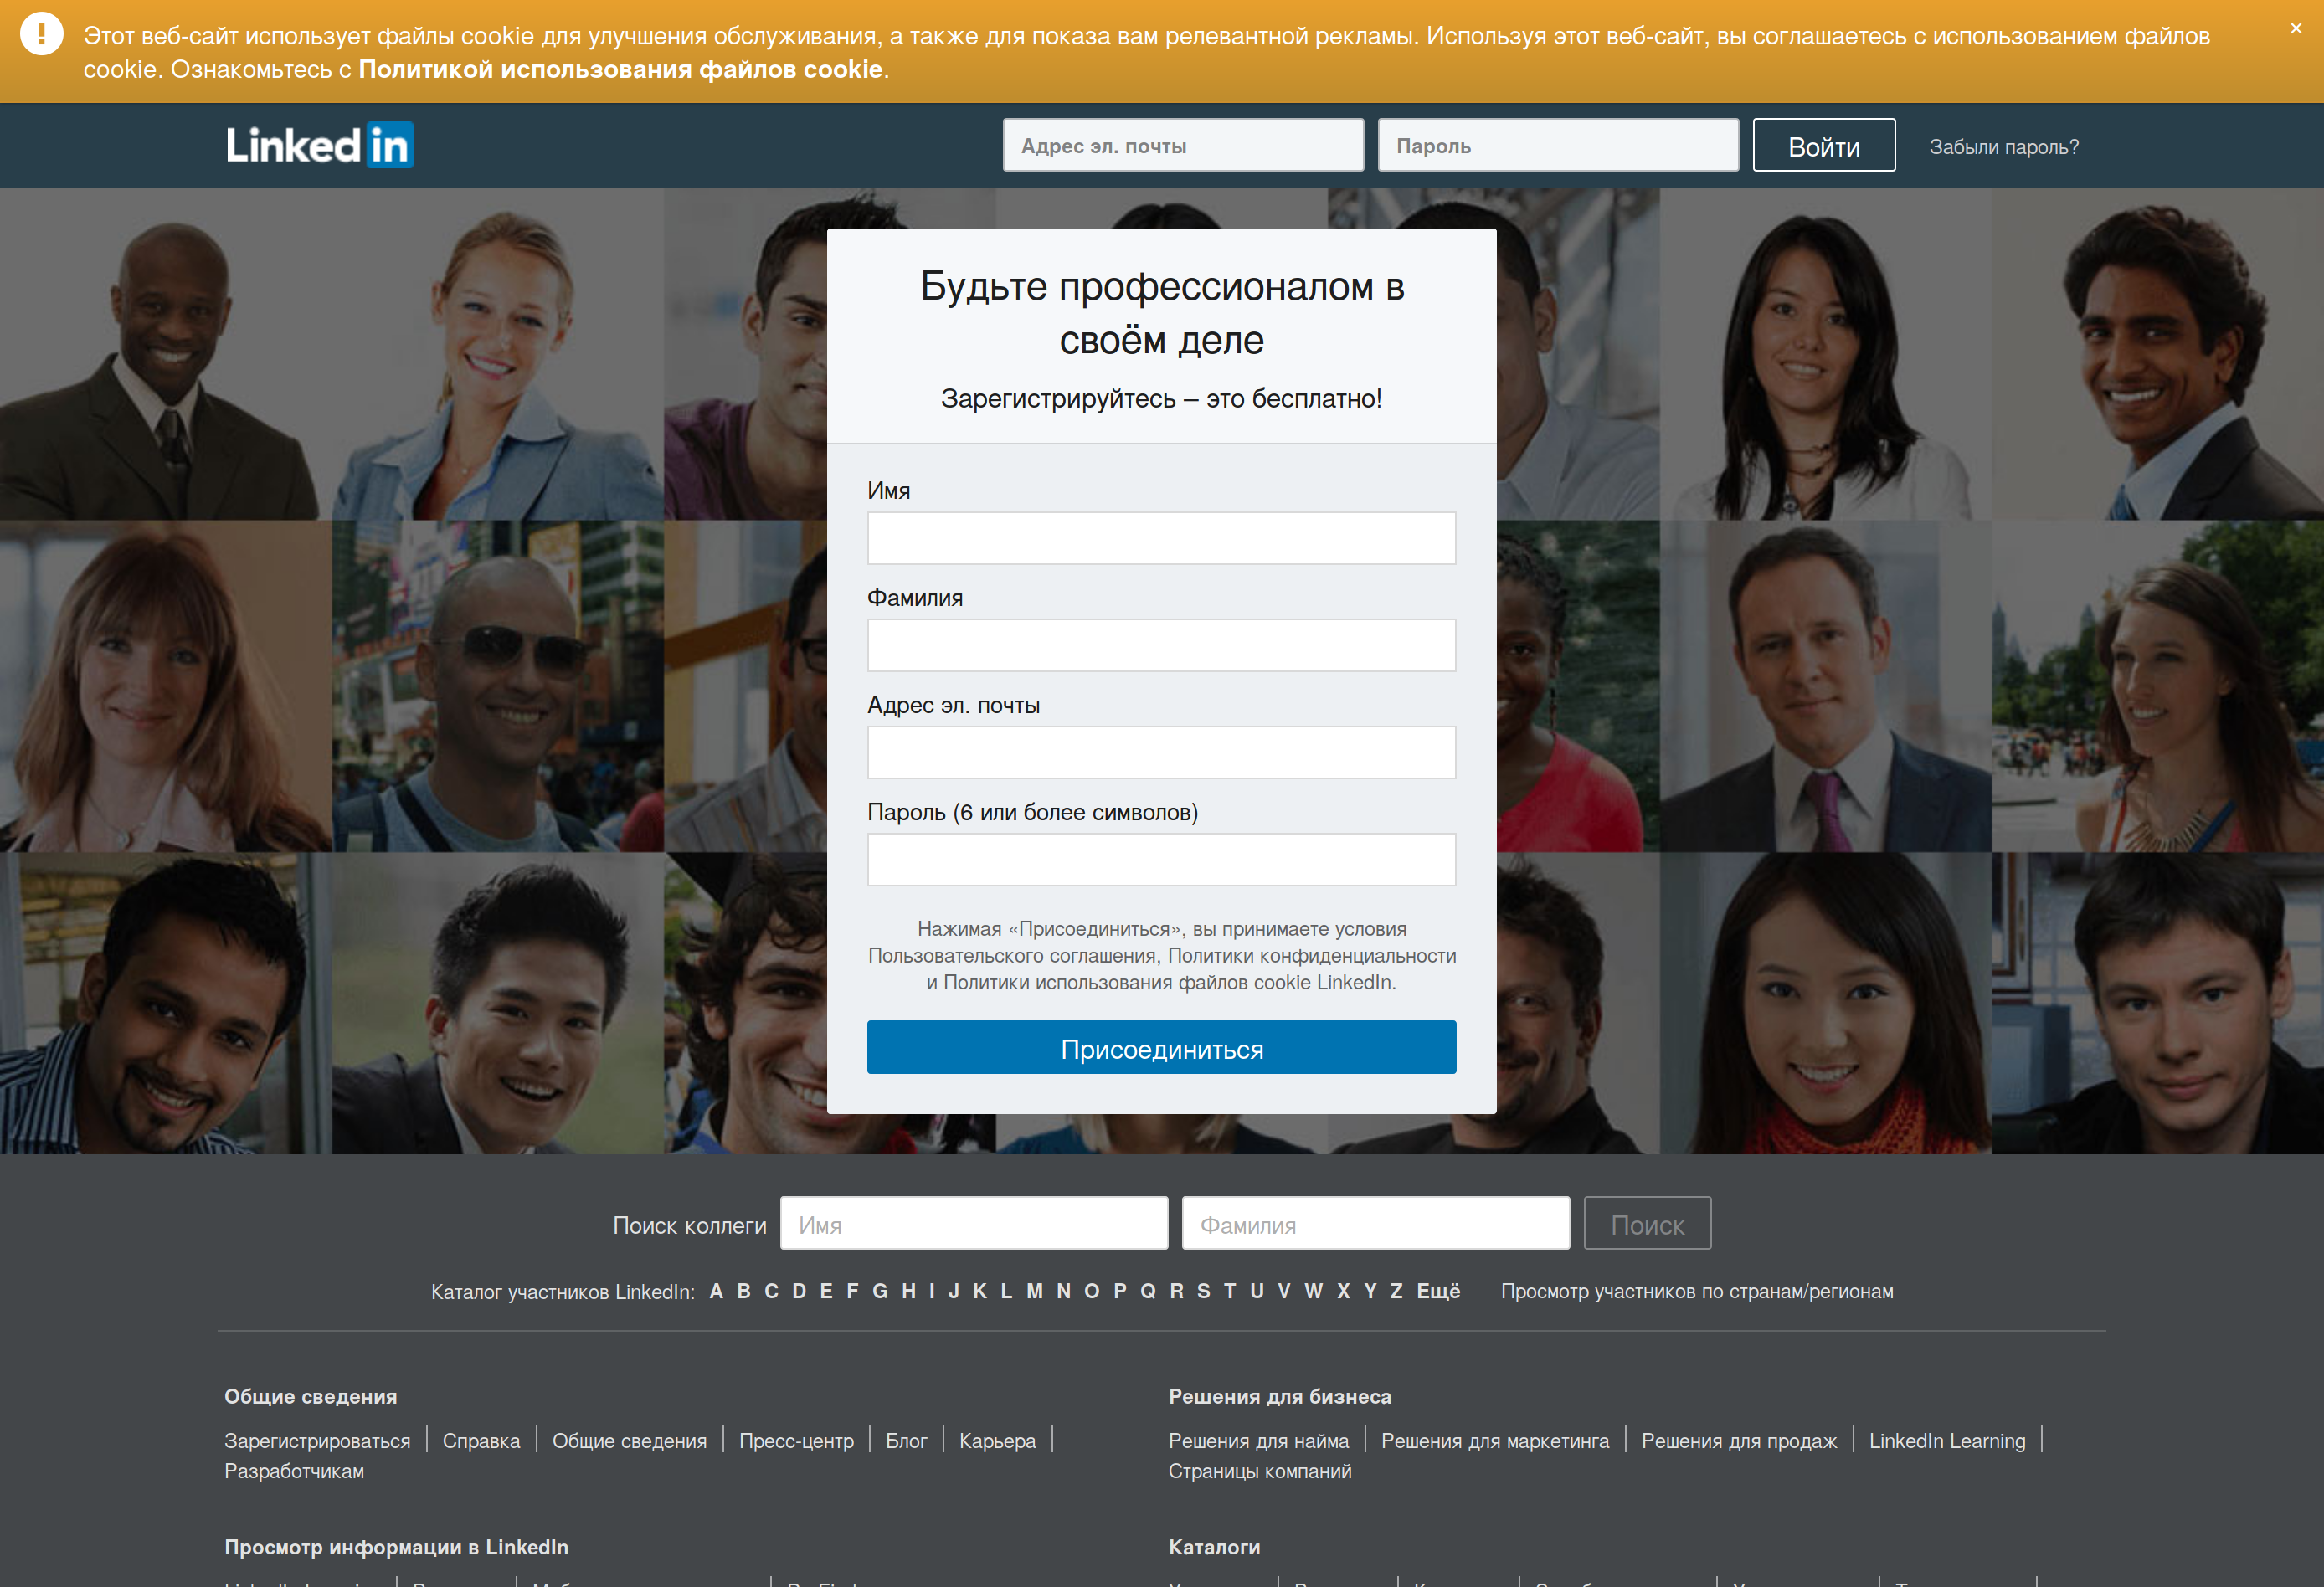 Этот веб-сайт использует файлы cookie для улучшения обслуживания, а также для показа вам релевантной рекламы. Используя этот веб-сайт, вы соглашаетесь с использованием файлов
cookie. Ознакомьтесь с Политикой использования файлов cookie.
×
Linked in
Адрес эл. почты
Пароль
Войти
Забыли пароль?
Будьте профессионалом в
своём деле
Зарегистрируйтесь – это бесплатно!
Имя
Фамилия
Адрес эл. почты
Пароль (6 или более символов)
Нажимая «Присоединиться», вы принимаете условия
Пользовательского соглашения, Политики конфиденциальности
и Политики использования файлов cookie LinkedIn.
Присоединиться
Поиск коллеги Имя Фамилия Поиск
Каталог участников LinkedIn: A B C D E F G H I J K L M N O P Q R S T U V W X Y Z Ещё Просмотр участников по странам/регионам
Общие сведения
Зарегистрироваться Справка Общие сведения Пресс-центр Блог Карьера
Разработчикам
Решения для бизнеса
Решения для найма Решения для маркетинга Решения для продаж LinkedIn Learning
Страницы компаний
Просмотр информации в LinkedIn
Каталоги